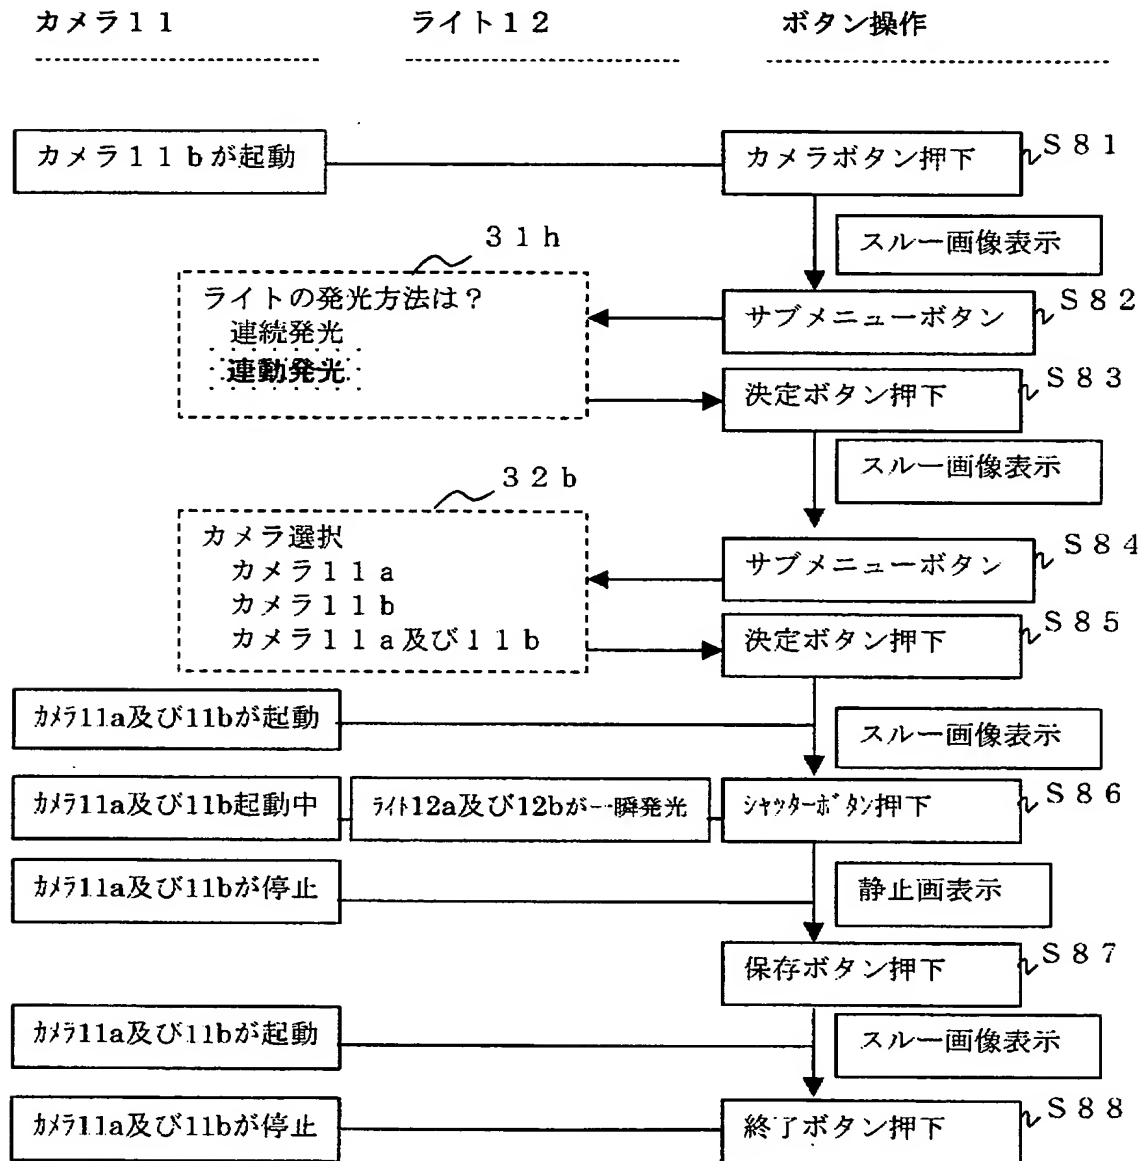 カメラ１１
ライト１２
ボタン操作
カメラ１１ｂが起動
カメラボタン押下
Ｓ８１
スルー画像表示
３１ｈ
ライトの発光方法は？
連続発光
連動発光
サブメニューボタン
Ｓ８２
決定ボタン押下
Ｓ８３
スルー画像表示
３２ｂ
カメラ選択
カメラ１１ａ
カメラ１１ｂ
カメラ１１ａ及び１１ｂ
サブメニューボタン
Ｓ８４
決定ボタン押下
Ｓ８５
ｶﾒﾗ11a及び11bが起動
スルー画像表示
ｶﾒﾗ11a及び11b起動中
ﾗｲﾄ12a及び12bが一瞬発光
ｼｬｯﾀｰﾎﾞﾀﾝ押下
Ｓ８６
ｶﾒﾗ11a及び11bが停止
静止画表示
保存ボタン押下
Ｓ８７
ｶﾒﾗ11a及び11bが起動
スルー画像表示
ｶﾒﾗ11a及び11bが停止
終了ボタン押下
Ｓ８８